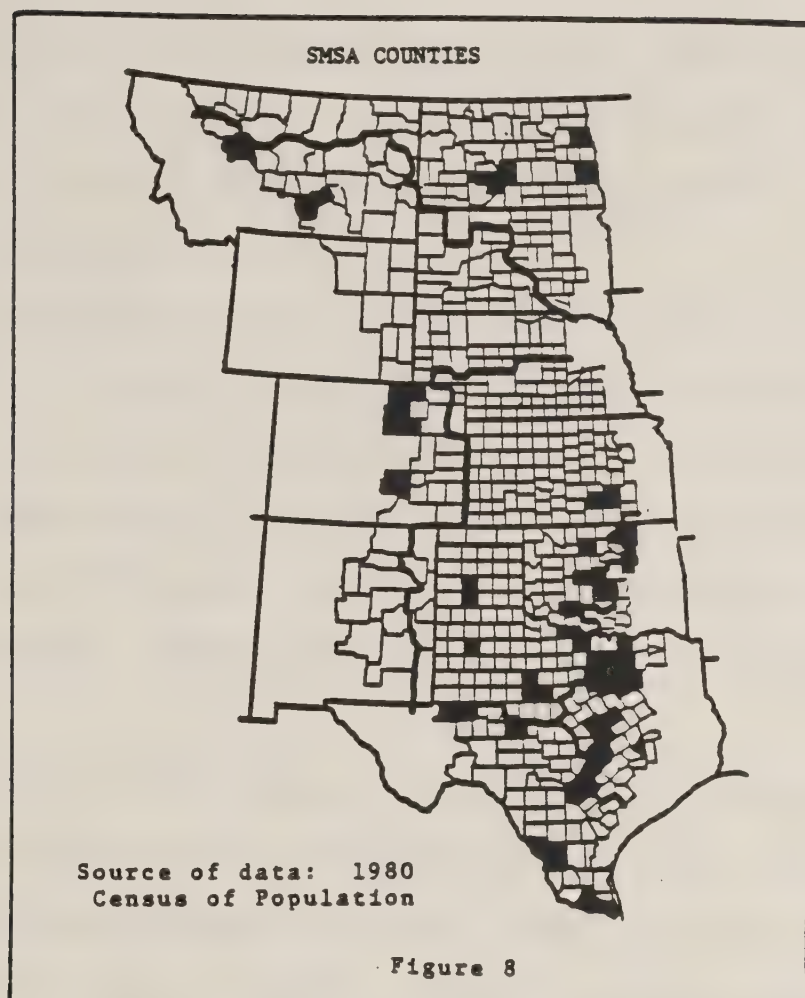 SMSA COUNTIES
Source of data: 1980
Census of Population
Figure 8